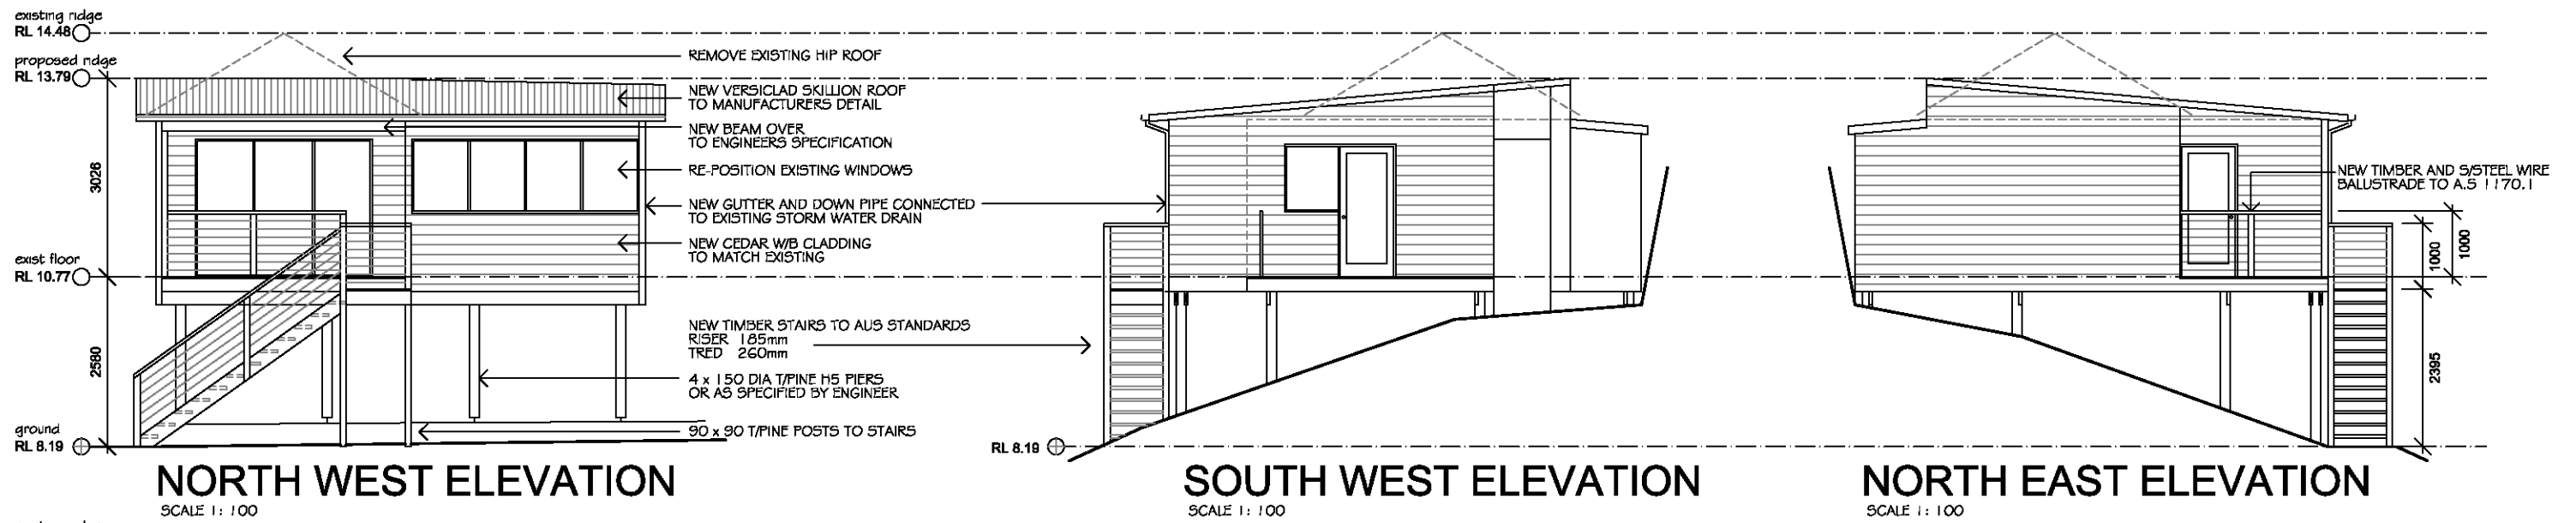 existing ridge
RL 14.48
proposed ridge
RL 13.79
3026
exist floor
RL 10.77
2580
ground
RL 8.19
REMOVE EXISTING HIP ROOF
NEW VERSICLAD SKILLION ROOF
TO MANUFACTURERS DETAIL
NEW BEAM OVER
TO ENGINEERS SPECIFICATION
RE-POSITION EXISTING WINDOWS
NEW GUTTER AND DOWN PIPE CONNECTED
TO EXISTING STORM WATER DRAIN
NEW CEDAR W/B CLADDING
TO MATCH EXISTING
NEW TIMBER STAIRS TO AUS STANDARDS
RISER 185mm
TRED 260mm
4 x 150 DIA T/PINE H5 PIERS
OR AS SPECIFIED BY ENGINEER
90 x 90 T/PINE POSTS TO STAIRS
NORTH WEST ELEVATION
SCALE 1: 100
RL 8.19
SOUTH WEST ELEVATION
SCALE 1: 100
NEW TIMBER AND S/STEEL WIRE
BALUSTRADE TO A.S 1170.1
1000
1000
2395
NORTH EAST ELEVATION
SCALE 1: 100